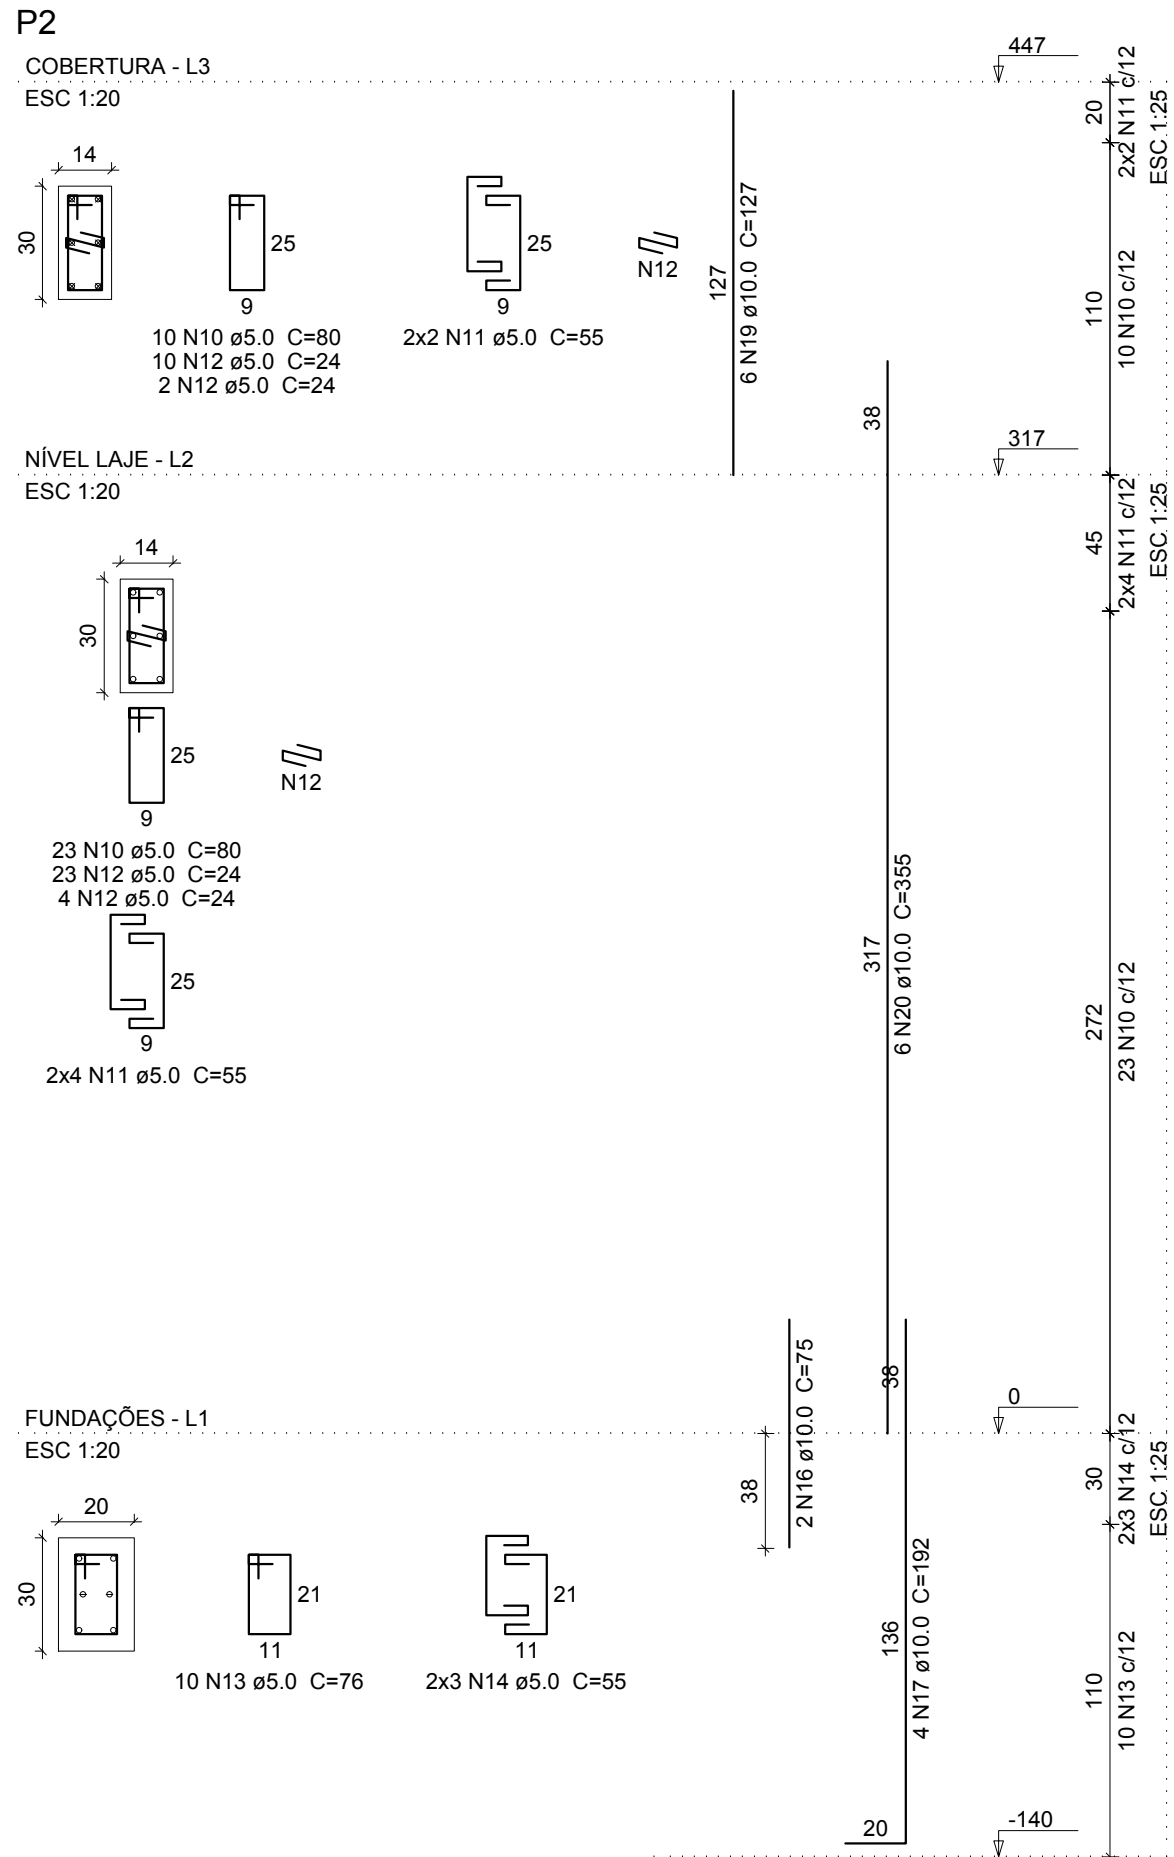 P2
COBERTURA - L3
ESC 1:20
447
14
30
25
9
10 N10 ø5.0 C=80
10 N12 ø5.0 C=24
2 N12 ø5.0 C=24
25
9
2x2 N11 ø5.0 C=55
N12
127
6 N19 ø10.0 C=127
20
2x2 N11 c/12
ESC 1:25
110
10 N10 c/12
NÍVEL LAJE - L2
ESC 1:20
317
14
30
25
9
23 N10 ø5.0 C=80
23 N12 ø5.0 C=24
4 N12 ø5.0 C=24
N12
25
9
2x4 N11 ø5.0 C=55
38
317
6 N20 ø10.0 C=355
45
2x4 N11 c/12
ESC 1:25
272
23 N10 c/12
FUNDAÇÕES - L1
ESC 1:20
0
20
30
21
11
10 N13 ø5.0 C=76
21
11
2x3 N14 ø5.0 C=55
38
2 N16 ø10.0 C=75
38
136
4 N17 ø10.0 C=192
20
30
2x3 N14 c/12
ESC 1:25
110
10 N13 c/12
-140